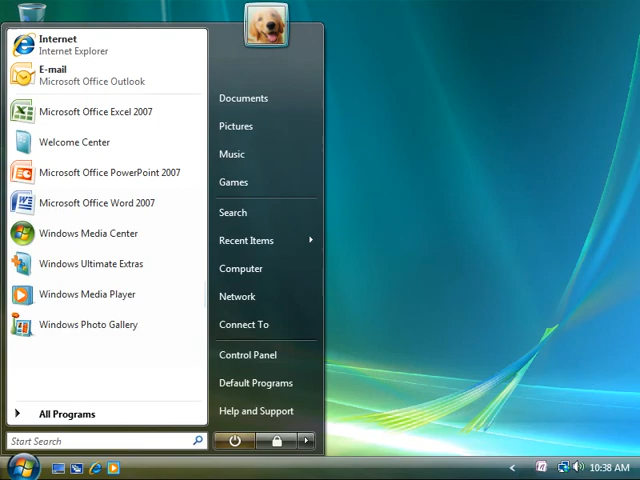 Internet
Internet Explorer
E-mail
Microsoft Office Outlook
Microsoft Office Excel 2007
Welcome Center
Microsoft Office PowerPoint 2007
Microsoft Office Word 2007
Windows Media Center
Windows Ultimate Extras
Windows Media Player
Windows Photo Gallery
All Programs
Start Search
Documents
Pictures
Music
Games
Search
Recent Items
Computer
Network
Connect To
Control Panel
Default Programs
Help and Support
10:38 AM